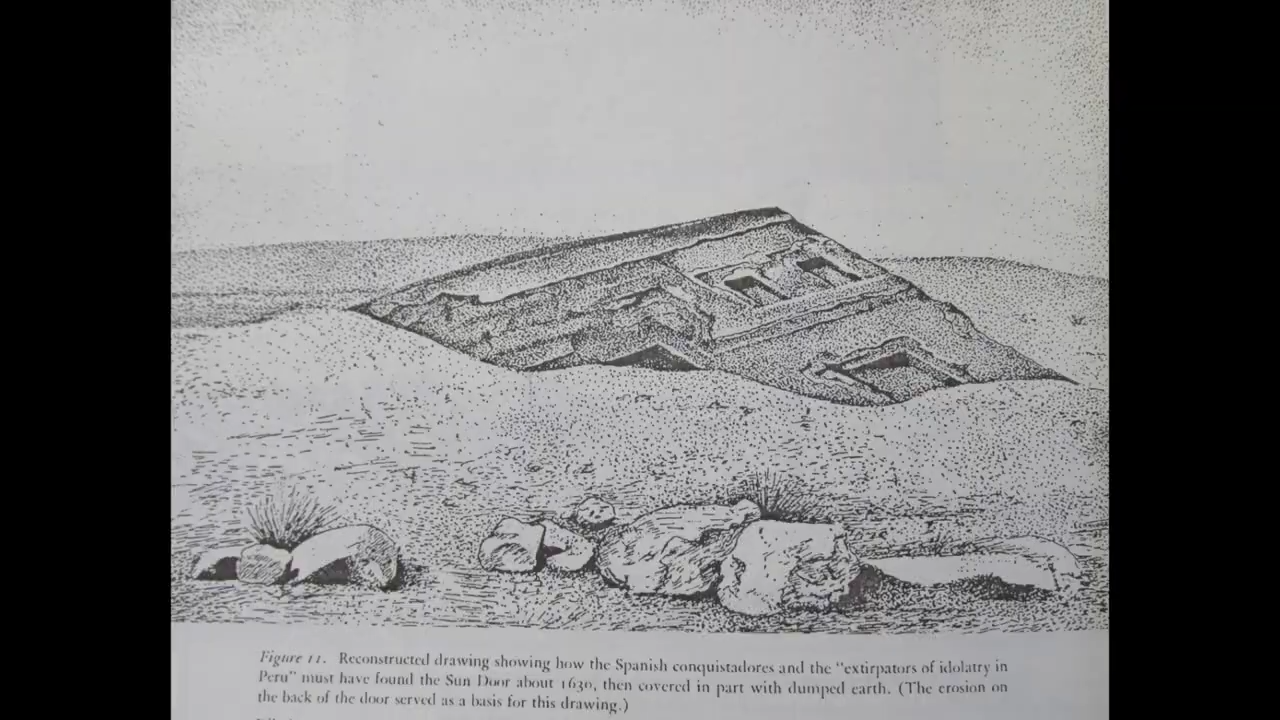 Figure 11. Reconstructed drawing showing how the Spanish conquistadores and the "extirpators of idolatry in
Peru" must have found the Sun Door about 1630, then covered in part with dumped earth. (The erosion on
the back of the door served as a basis for this drawing.)